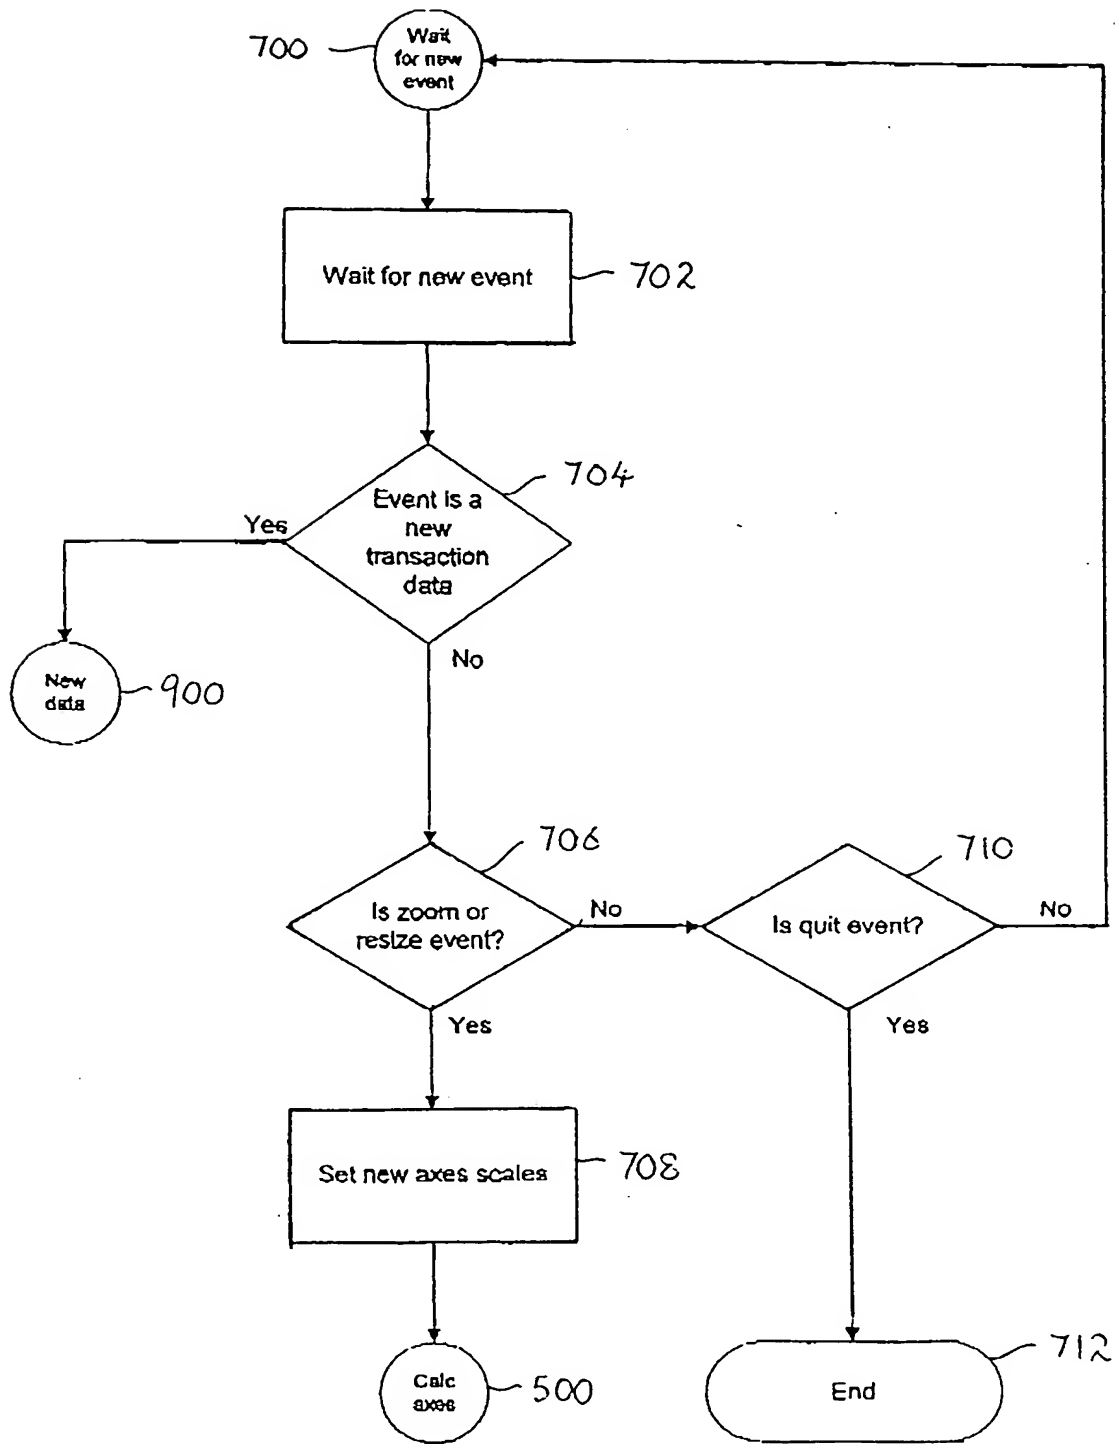 700
Wait
for new
event
Wait for new event
702
704
Event is a
new
transaction
data
Yes
No
New
data
900
706
Is zoom or
resize event?
No
710
Is quit event?
No
Yes
Yes
Set new axes scales
708
Calc
axes
500
End
712